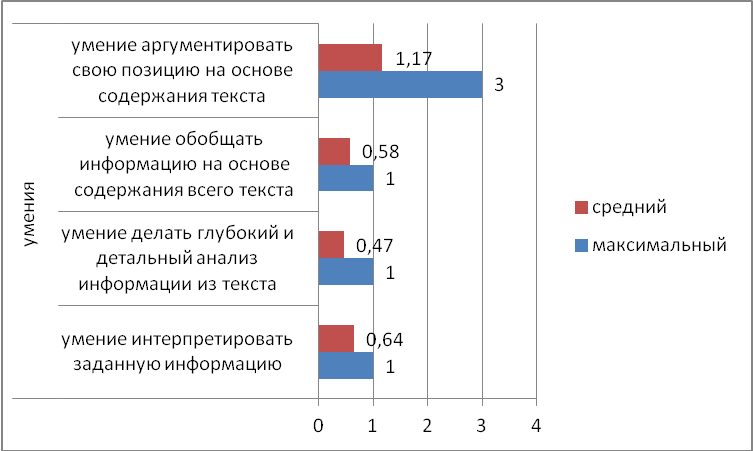 умение аргументировать
свою позицию на основе
содержания текста
1,17
3
умение обобщать
информацию на основе
содержания всего текста
0,58
1
умение делать глубокий и
детальный анализ
информации из текста
0,47
1
умение интерпретировать
заданную информацию
0,64
1
умения
0 1 2 3 4
средний
максимальный